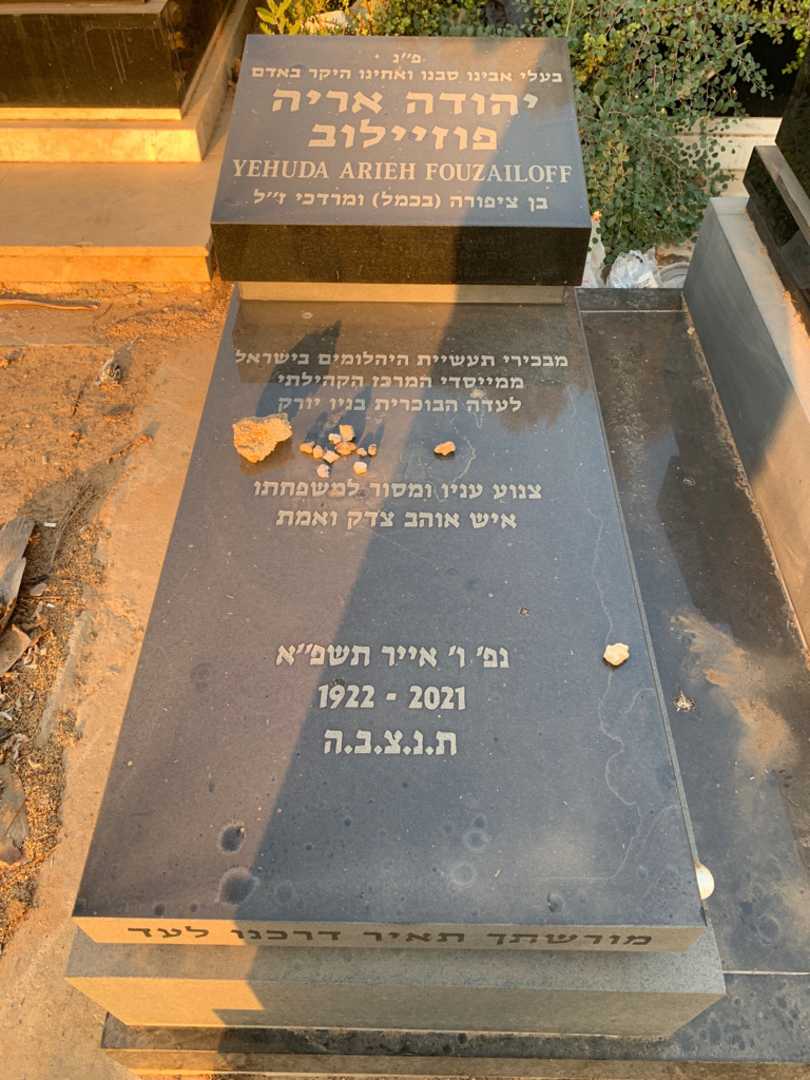 פ״נ
בעלי אבינו סבנו ואחינו היקר באדם
יהודה אריה
פוזיילוב
YEHUDA ARIEH FOUZAILOFF
בן ציפורה (בכמל) ומרדכי ז״ל
מבכירי תעשיית היהלומים בישראל
ממייסדי המרכז הקהילתי
לעדה הבוכרית בניו יורק
צנוע עניו ומסור למשפחתו
איש אוהב צדק ואמת
נפ׳ ו׳ אייר תשפ״א
1922 - 2021
ת.נ.צ.ב.ה
מורשתך תאיר דרכנו לעד